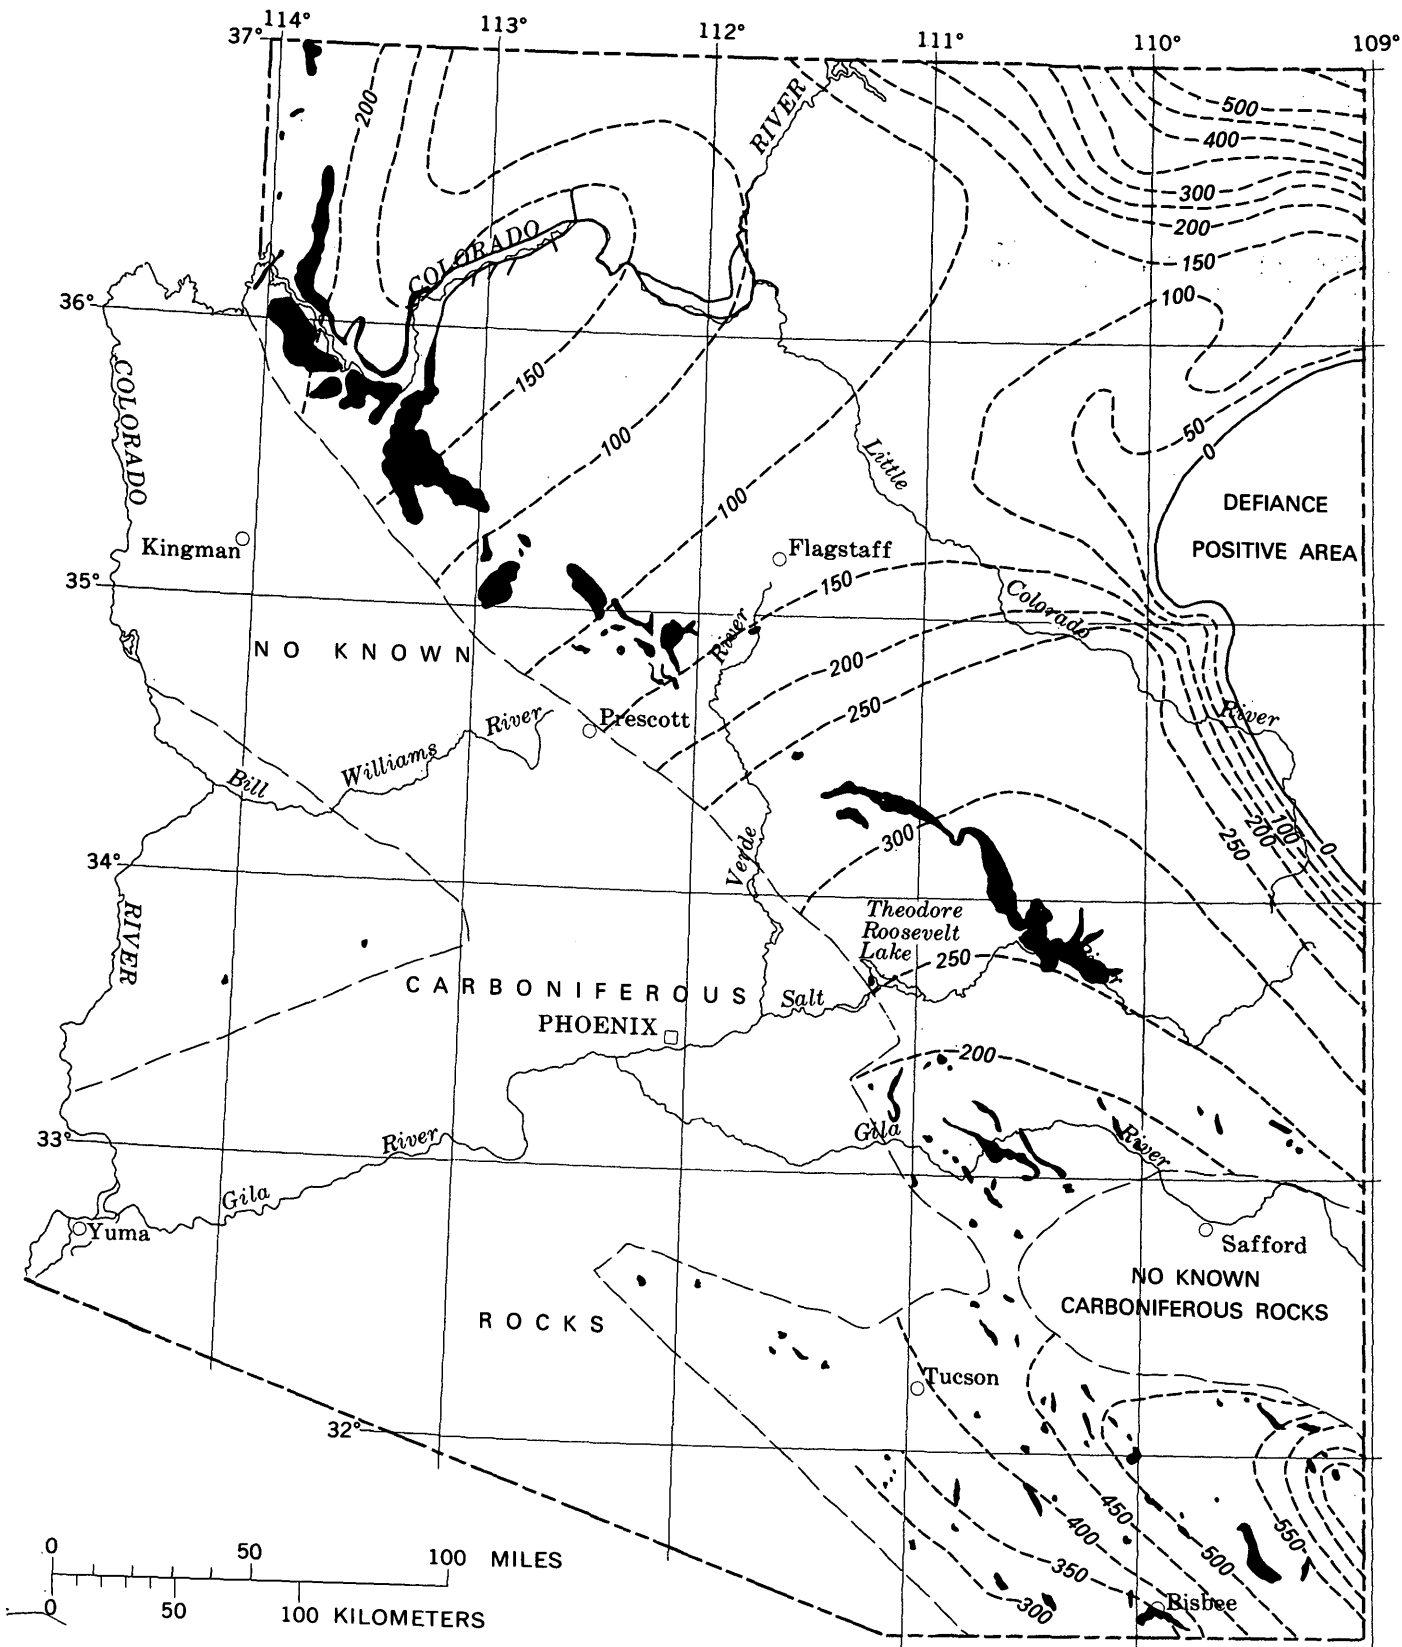 114°
113°
112°
111°
110°
109°
37°
200
RIVER
500
400
300
200
150
100
COLORADO
36°
COLORADO
150
100
100
Little
50
0
DEFIANCE
POSITIVE AREA
Kingman
Flagstaff
150
35°
Colorado
River
NO KNOWN
200
250
River
Prescott
River
Williams
Bill
300
250
200
100
0
Verde
34°
Theodore
Roosevelt
Lake
250
River
RIVER
CARBONIFEROUS
Salt
PHOENIX
200
33°
River
Gila
River
Gila
Yuma
Safford
NO KNOWN
CARBONIFEROUS ROCKS
ROCKS
Tucson
32°
450
400
500
550
350
300
Bisbee
0 50 100 MILES
0 50 100 KILOMETERS